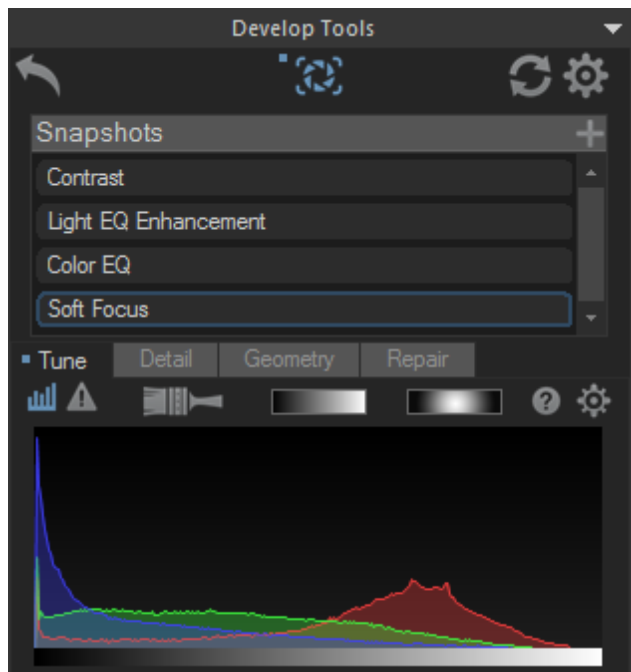 Develop Tools
Snapshots
Contrast
Light EQ Enhancement
Color EQ
Soft Focus
Tune Detail Geometry Repair